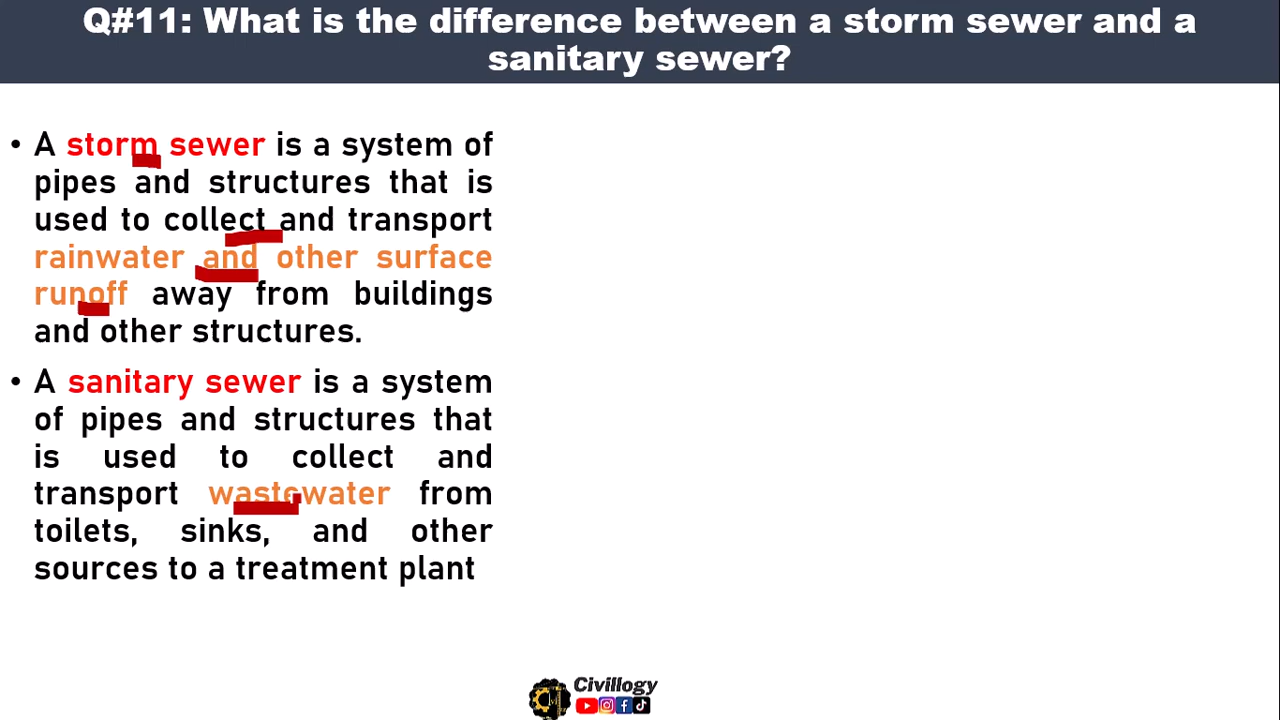 Q#11: What is the difference between a storm sewer and a
sanitary sewer?
• A storm sewer is a system of
pipes and structures that is
used to collect and transport
rainwater and other surface
runoff away from buildings
and other structures.
• A sanitary sewer is a system
of pipes and structures that
is used to collect and
transport wastewater from
toilets, sinks, and other
sources to a treatment plant
Civillogy